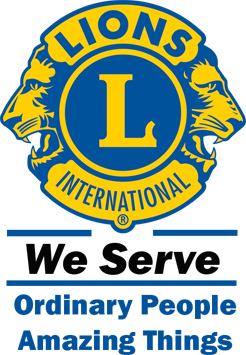 LIONS
L
INTERNATIONAL
®
We Serve
Ordinary People
Amazing Things